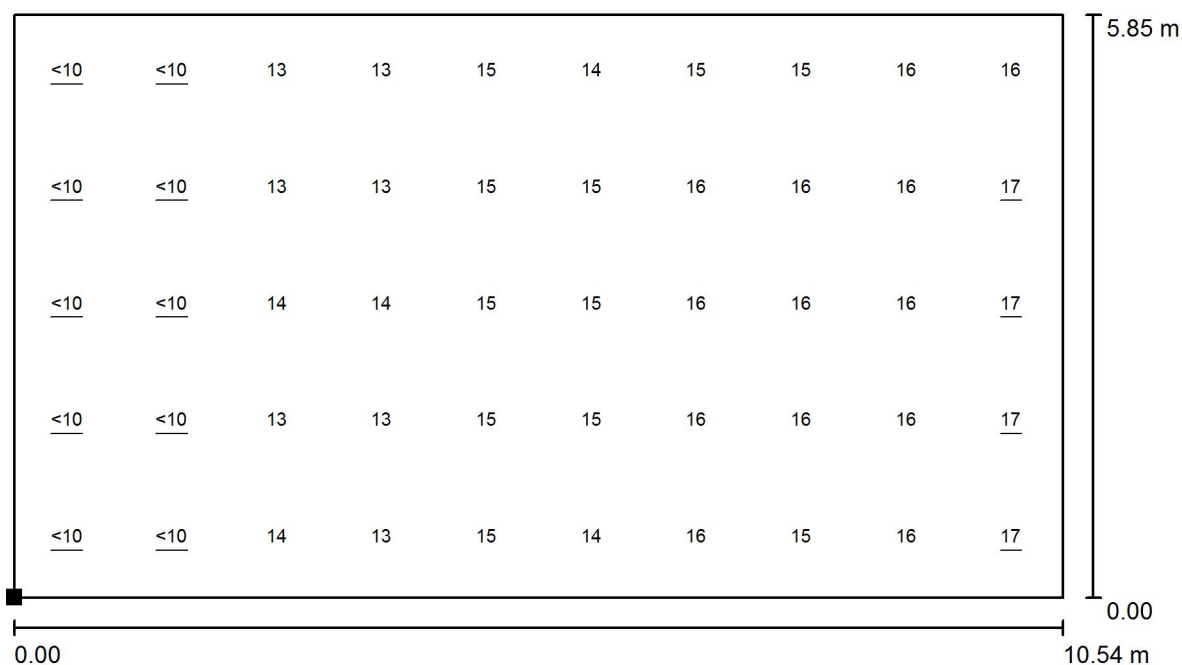 5.85 m
<10 <10 13 13 15 14 15 15 16 16
<10 <10 13 13 15 15 16 16 16 17
<10 <10 14 14 15 15 16 16 16 17
<10 <10 13 13 15 15 16 16 16 17
<10 <10 14 13 15 14 16 15 16 17
0.00
0.00 10.54 m